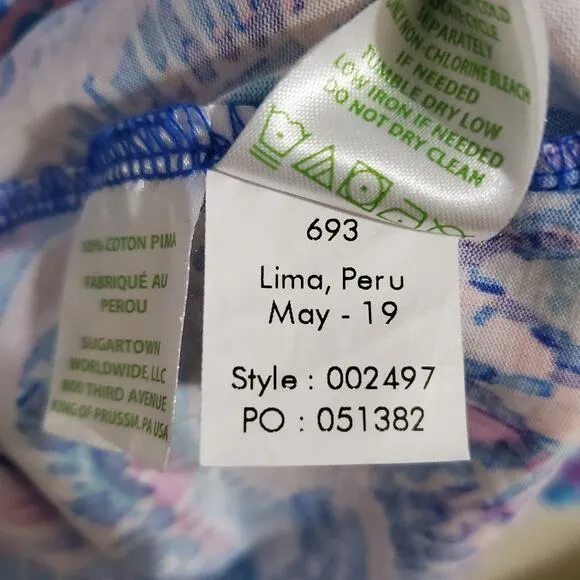 SEPARATELY
ONLY NON-CHLORINE BLEACH
IF NEEDED
TUMBLE DRY LOW
LOW IRON IF NEEDED
DO NOT DRY CLEAN
100% COTON PIMA
FABRIQUÉ AU
PEROU
SUGARTOWN
WORLDWIDE, LLC
800 THIRD AVENUE
KING OF PRUSSIA, PA USA
693
Lima, Peru
May - 19
Style : 002497
PO : 051382